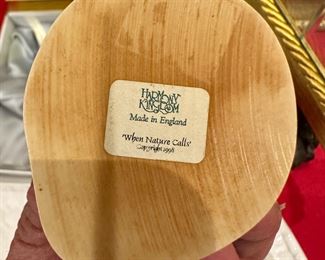 HARMONY
KINGDOM
Made in England
'When Nature Calls'
Copyright 1998